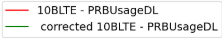 10BLTE - PRBUsageDL
corrected 10BLTE - PRBUsageDL